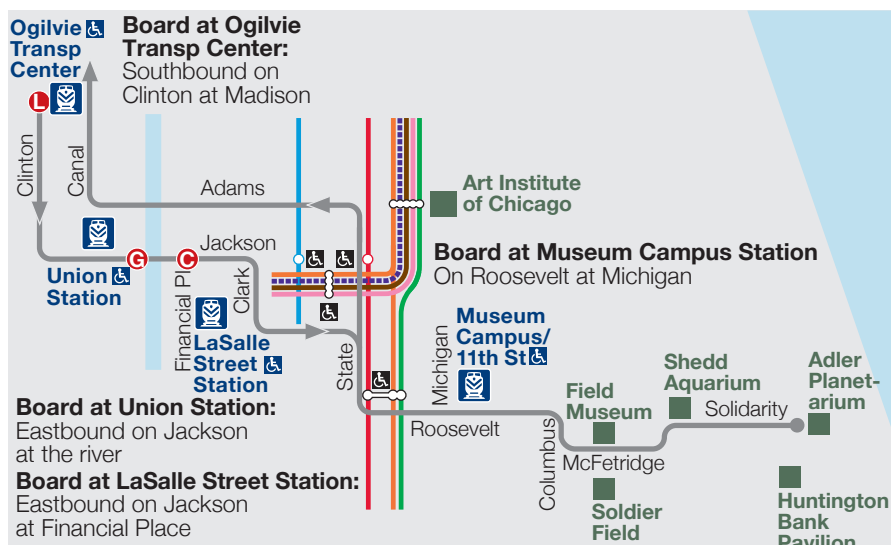 Ogilvie
Transp
Center
Board at Ogilvie
Transp Center:
Southbound on
Clinton at Madison
L
Clinton
Canal
Adams
Art Institute
of Chicago
G
C
Jackson
Union
Station
Financial Pl
Clark
Board at Museum Campus Station
On Roosevelt at Michigan
LaSalle
Street
Station
State
Michigan
Museum
Campus/
11th St
Shedd
Aquarium
Adler
Planet-
arium
Field
Museum
Solidarity
Board at Union Station:
Eastbound on Jackson
at the river
Roosevelt
Columbus
McFetridge
Board at LaSalle Street Station:
Eastbound on Jackson
at Financial Place
Soldier
Field
Huntington
Bank
Pavilion